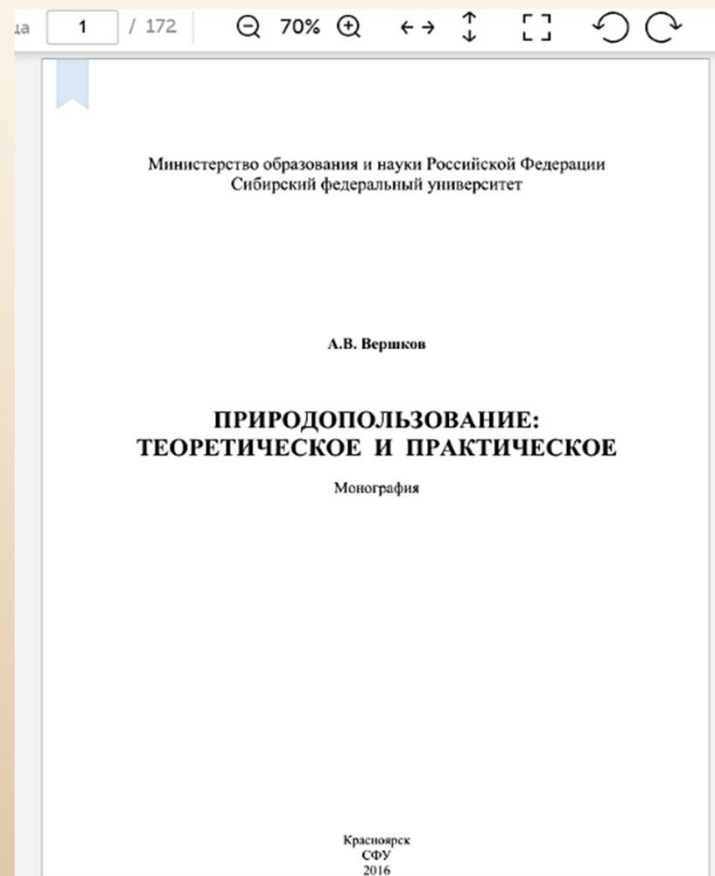 ца 1 / 172 70%
Министерство образования и науки Российской Федерации
Сибирский федеральный университет
А.В. Вершков
ПРИРОДОПОЛЬЗОВАНИЕ:
ТЕОРЕТИЧЕСКОЕ И ПРАКТИЧЕСКОЕ
Монография
Красноярск
СФУ
2016